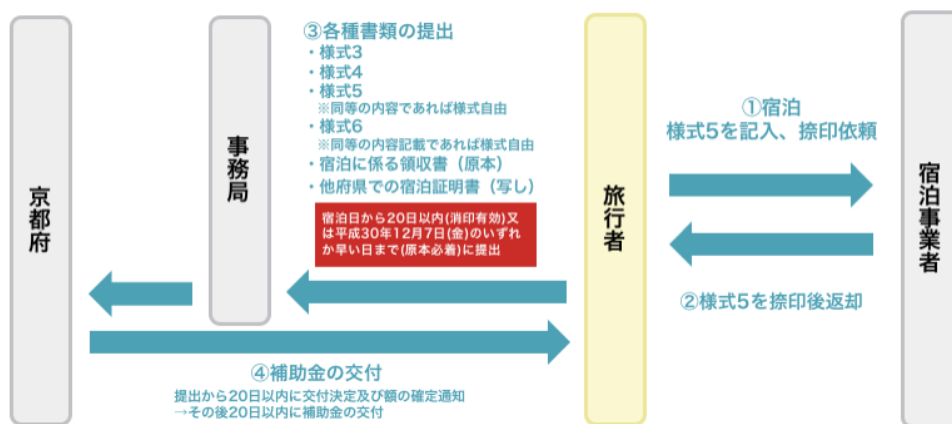 京都府
事務局
③各種書類の提出
・様式3
・様式4
・様式5
※同等の内容であれば様式自由
・様式6
※同等の内容記載であれば様式自由
・宿泊に係る領収書（原本）
・他府県での宿泊証明書（写し）
宿泊日から20日以内(消印有効)又
は平成30年12月7日(金)のいずれ
か早い日まで(原本必着)に提出
旅行者
①宿泊
様式5を記入、捺印依頼
②様式5を捺印後返却
宿泊事業者
④補助金の交付
提出から20日以内に交付決定及び額の確定通知
→その後20日以内に補助金の交付